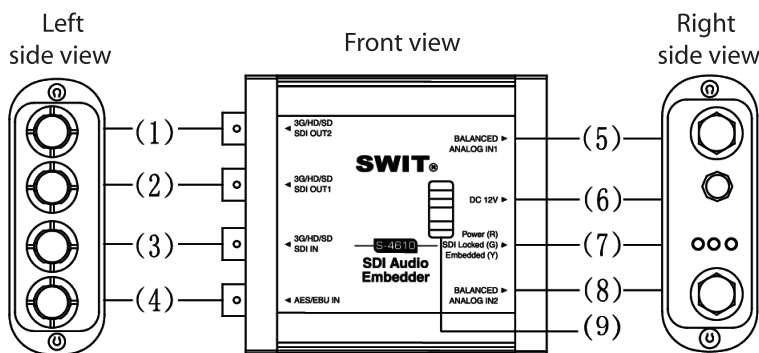 Left
side view
Front view
Right
side view
(1)
◄ 3G/HD/SD
SDI OUT2
BALANCED ►
ANALOG IN1
(5)
SWIT®
(2)
◄ 3G/HD/SD
SDI OUT1
DC 12V ►
(6)
(3)
◄ 3G/HD/SD
SDI IN
S-4610
SDI Audio
Embedder
Power (R)
SDI Locked (G) ►
Embedded (Y)
(7)
(4)
◄ AES/EBU IN
BALANCED ►
ANALOG IN2
(8)
(9)